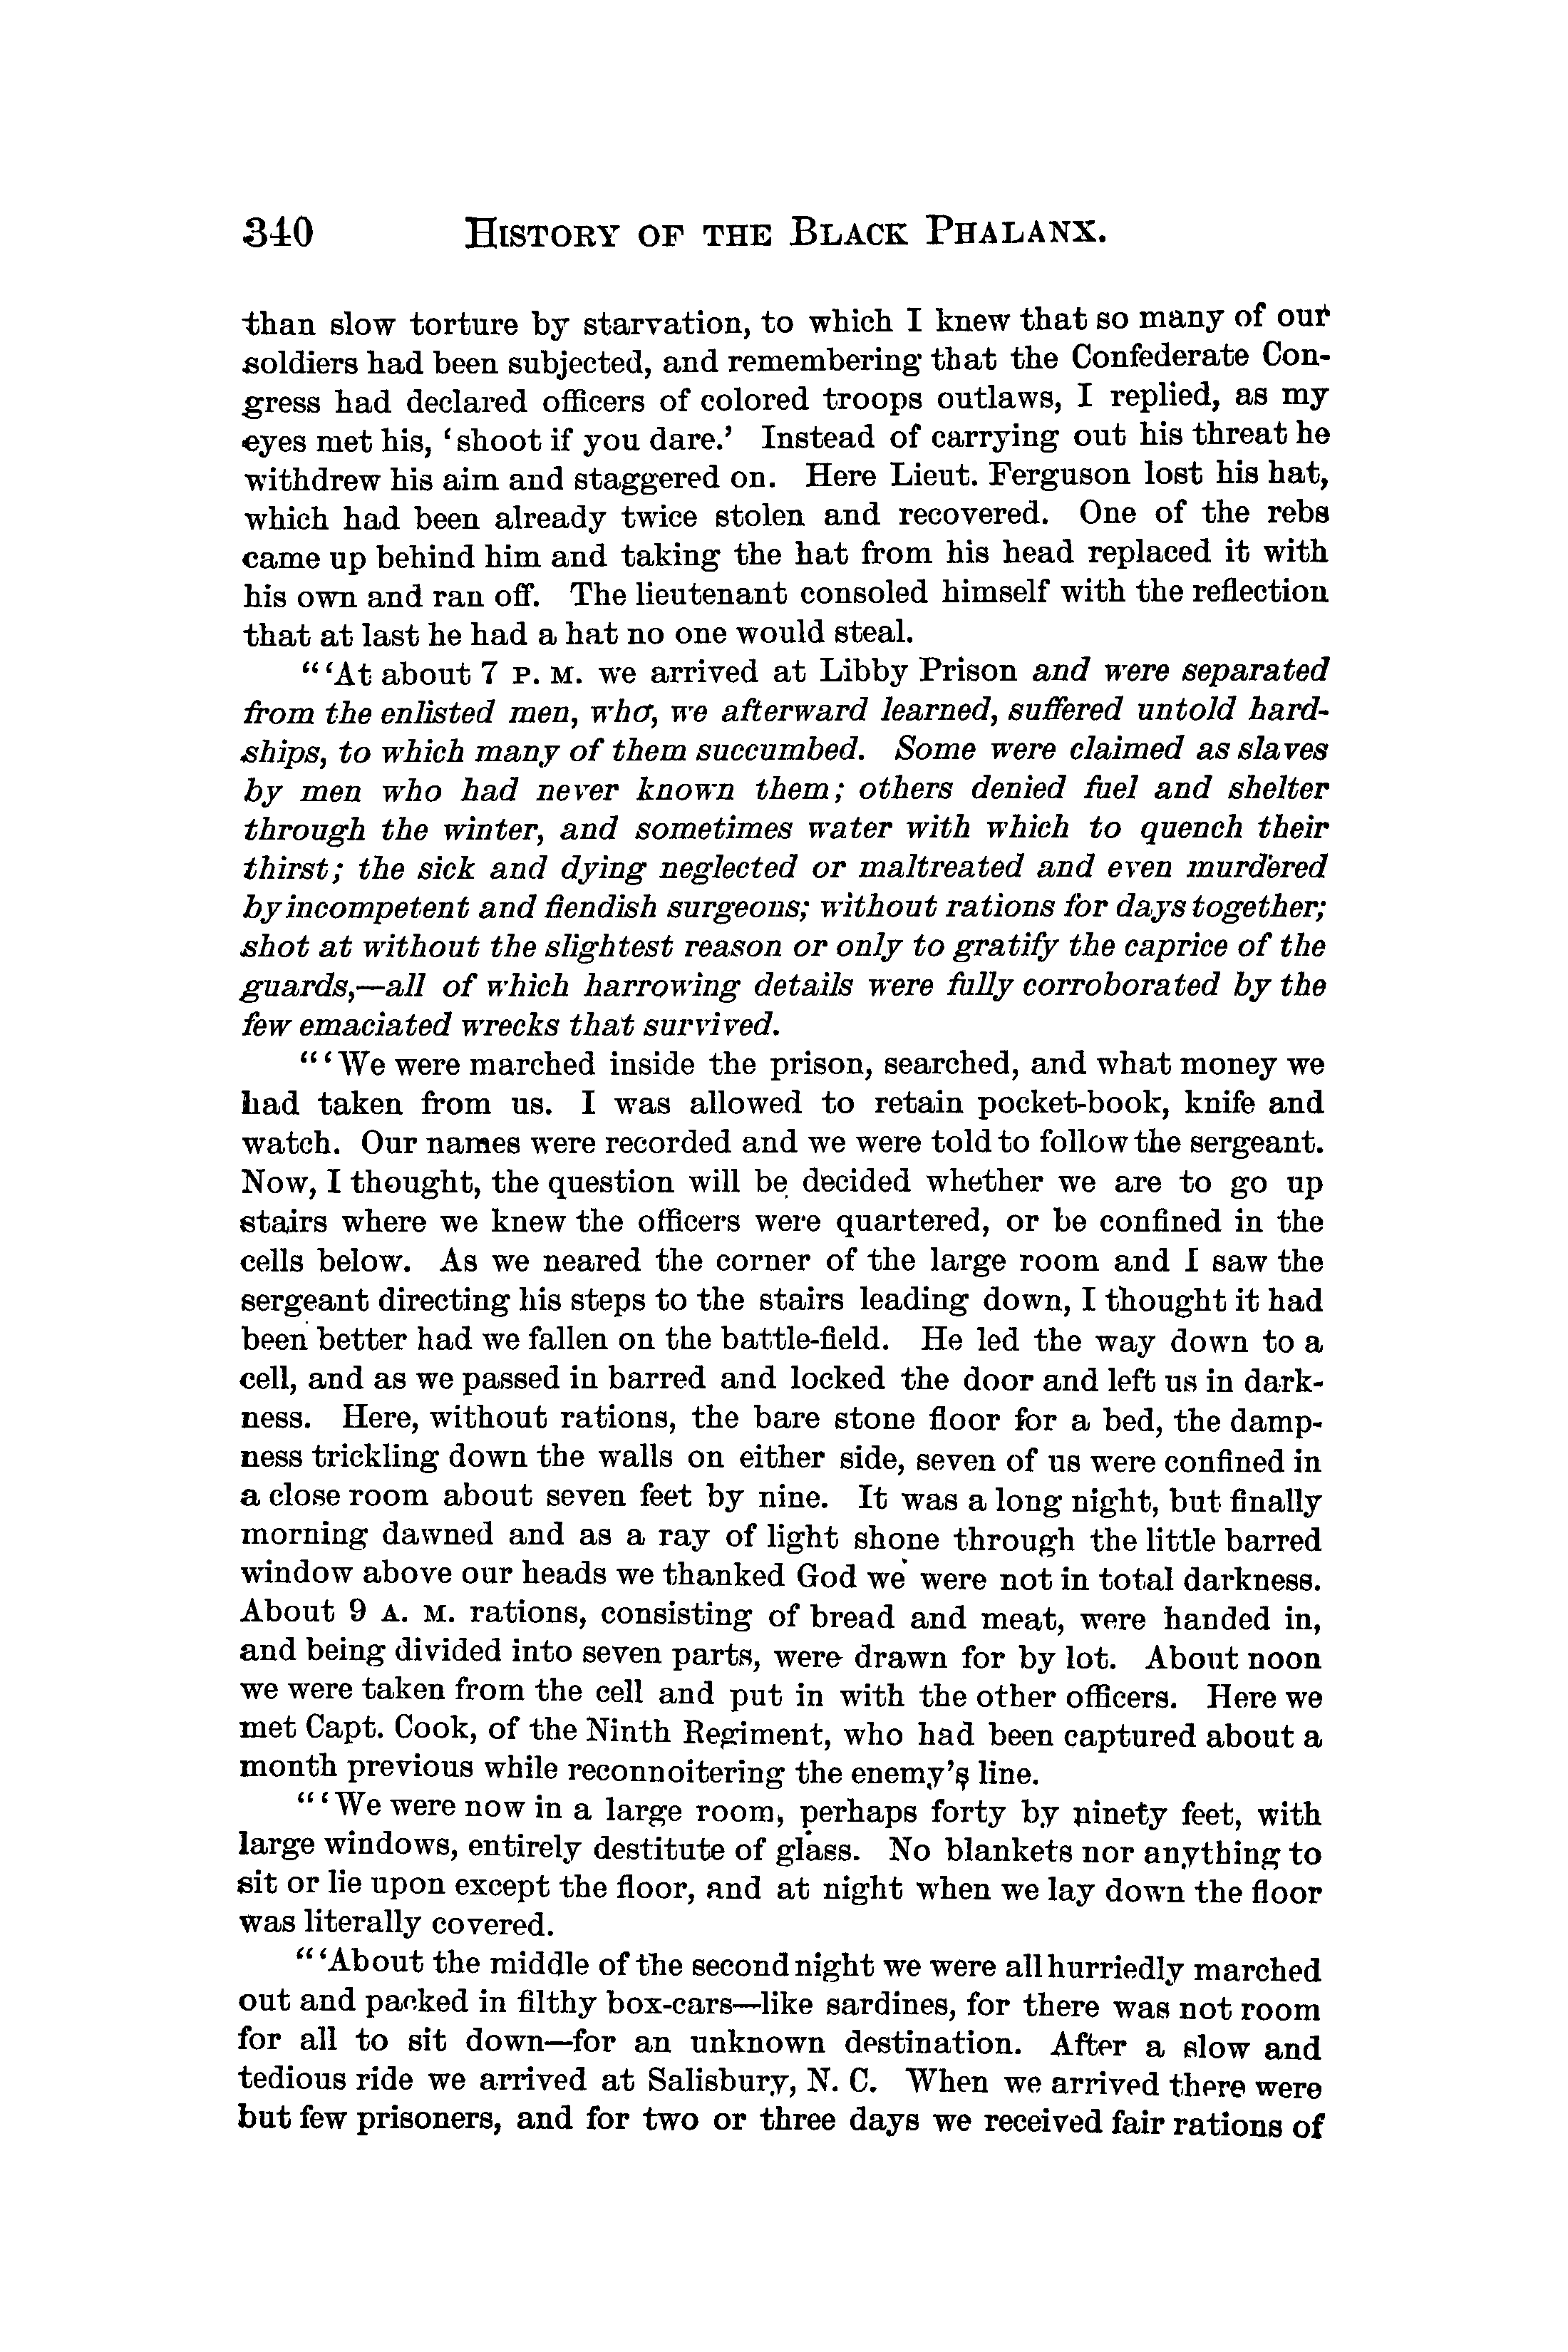 340 HISTORY OF THE BLACK PHALANX.
than slow torture by starvation, to which I knew that so many of our
soldiers had been subjected, and remembering that the Confederate Con-
gress had declared officers of colored troops outlaws, I replied, as my
eyes met his, ‘shoot if you dare.’ Instead of carrying out his threat he
withdrew his aim and staggered on. Here Lieut. Ferguson lost his hat,
which had been already twice stolen and recovered. One of the rebs
came up behind him and taking the hat from his head replaced it with
his own and ran off. The lieutenant consoled himself with the reflection
that at last he had a hat no one would steal.
“‘At about 7 P. M. we arrived at Libby Prison and were separated
from the enlisted men, who, we afterward learned, suffered untold hard-
ships, to which many of them succumbed. Some were claimed as slaves
by men who had never known them; others denied fuel and shelter
through the winter, and sometimes water with which to quench their
thirst; the sick and dying neglected or maltreated and even murdered
by incompetent and fiendish surgeons; without rations for days together;
shot at without the slightest reason or only to gratify the caprice of the
guards,—all of which harrowing details were fully corroborated by the
few emaciated wrecks that survived.
“‘We were marched inside the prison, searched, and what money we
had taken from us. I was allowed to retain pocket-book, knife and
watch. Our names were recorded and we were told to follow the sergeant.
Now, I thought, the question will be decided whether we are to go up
stairs where we knew the officers were quartered, or be confined in the
cells below. As we neared the corner of the large room and I saw the
sergeant directing his steps to the stairs leading down, I thought it had
been better had we fallen on the battle-field. He led the way down to a
cell, and as we passed in barred and locked the door and left us in dark-
ness. Here, without rations, the bare stone floor for a bed, the damp-
ness trickling down the walls on either side, seven of us were confined in
a close room about seven feet by nine. It was a long night, but finally
morning dawned and as a ray of light shone through the little barred
window above our heads we thanked God we were not in total darkness.
About 9 A. M. rations, consisting of bread and meat, were handed in,
and being divided into seven parts, were drawn for by lot. About noon
we were taken from the cell and put in with the other officers. Here we
met Capt. Cook, of the Ninth Regiment, who had been captured about a
month previous while reconnoitering the enemy’s line.
“‘We were now in a large room, perhaps forty by ninety feet, with
large windows, entirely destitute of glass. No blankets nor anything to
sit or lie upon except the floor, and at night when we lay down the floor
was literally covered.
“‘About the middle of the second night we were all hurriedly marched
out and packed in filthy box-cars—like sardines, for there was not room
for all to sit down—for an unknown destination. After a slow and
tedious ride we arrived at Salisbury, N. C. When we arrived there were
but few prisoners, and for two or three days we received fair rations of